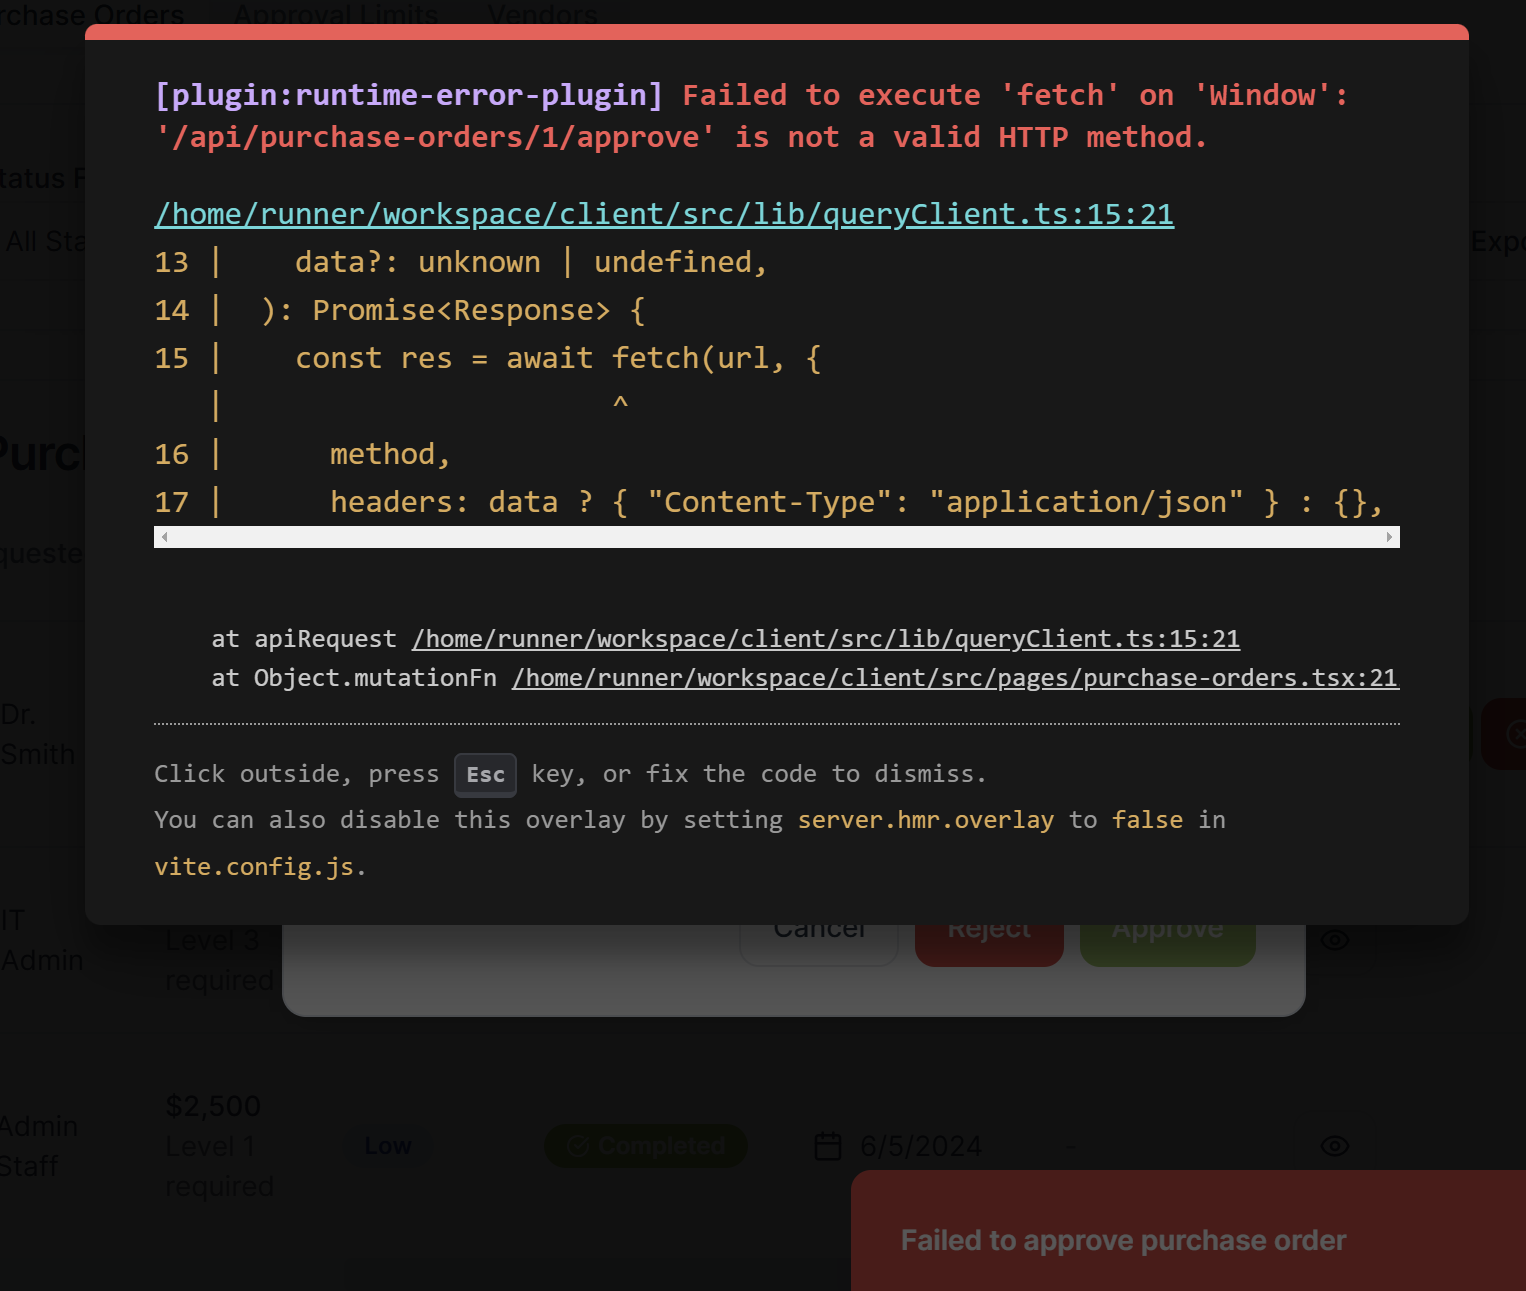 rchase Orders Approval Limits Vendors
[plugin:runtime-error-plugin] Failed to execute 'fetch' on 'Window':
'/api/purchase-orders/1/approve' is not a valid HTTP method.
tatus F
/home/runner/workspace/client/src/lib/queryClient.ts:15:21
All Sta
Expo
13 |     data?: unknown | undefined,
14 |   ): Promise<Response> {
15 |     const res = await fetch(url, {
|                       ^
16 |       method,
17 |       headers: data ? { "Content-Type": "application/json" } : {},
Purch
queste
at apiRequest /home/runner/workspace/client/src/lib/queryClient.ts:15:21
at Object.mutationFn /home/runner/workspace/client/src/pages/purchase-orders.tsx:21
Dr.
Smith
Click outside, press Esc key, or fix the code to dismiss.
You can also disable this overlay by setting server.hmr.overlay to false in
vite.config.js.
IT
Admin
Level 3
required
Cancel Reject Approve
Admin
Staff
$2,500
Level 1
required
Low Completed 6/5/2024 -
Failed to approve purchase order